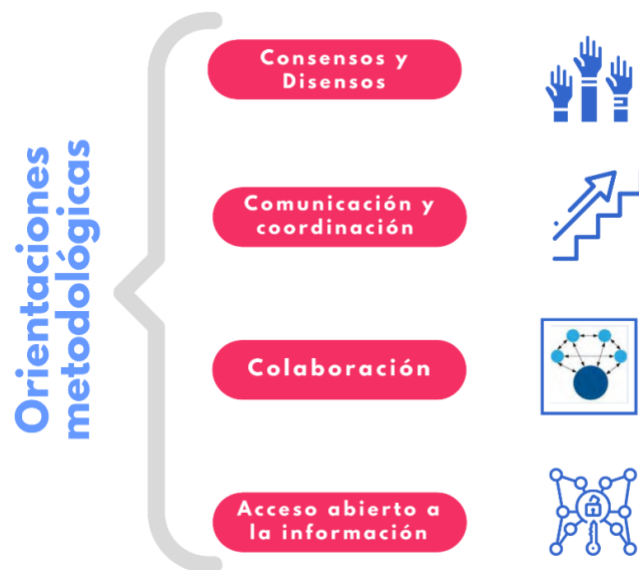 Orientaciones
metodológicas
Consensos y
Disensos
Comunicación y
coordinación
Colaboración
Acceso abierto a
la información